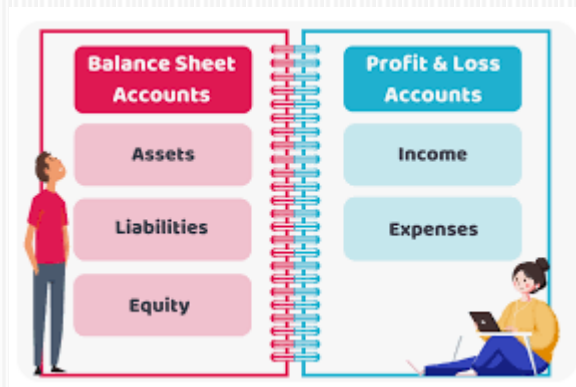 Balance Sheet
Accounts
Assets
Liabilities
Equity
Profit & Loss
Accounts
Income
Expenses